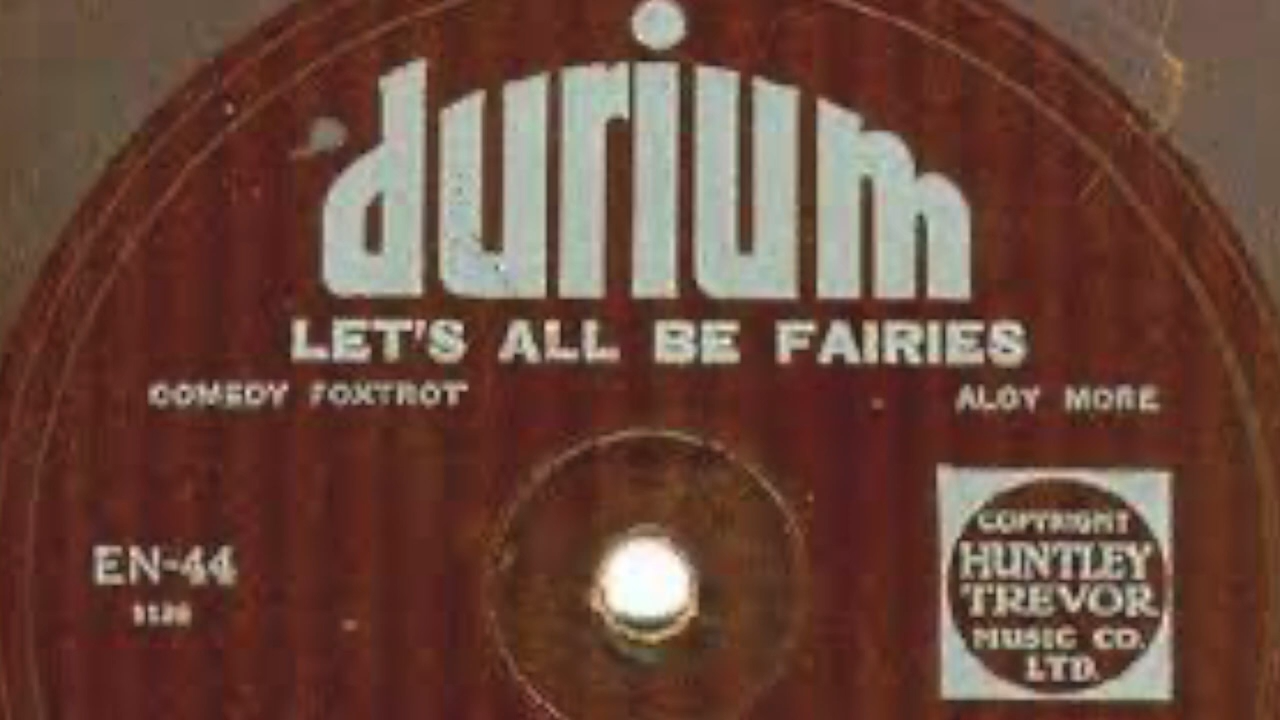 durium
LET'S ALL BE FAIRIES
COMEDY FOXTROT
ALOY MORE
EN-44
COPYRIGHT
HUNTLEY
TREVOR
MUSIC CO.
LTD.